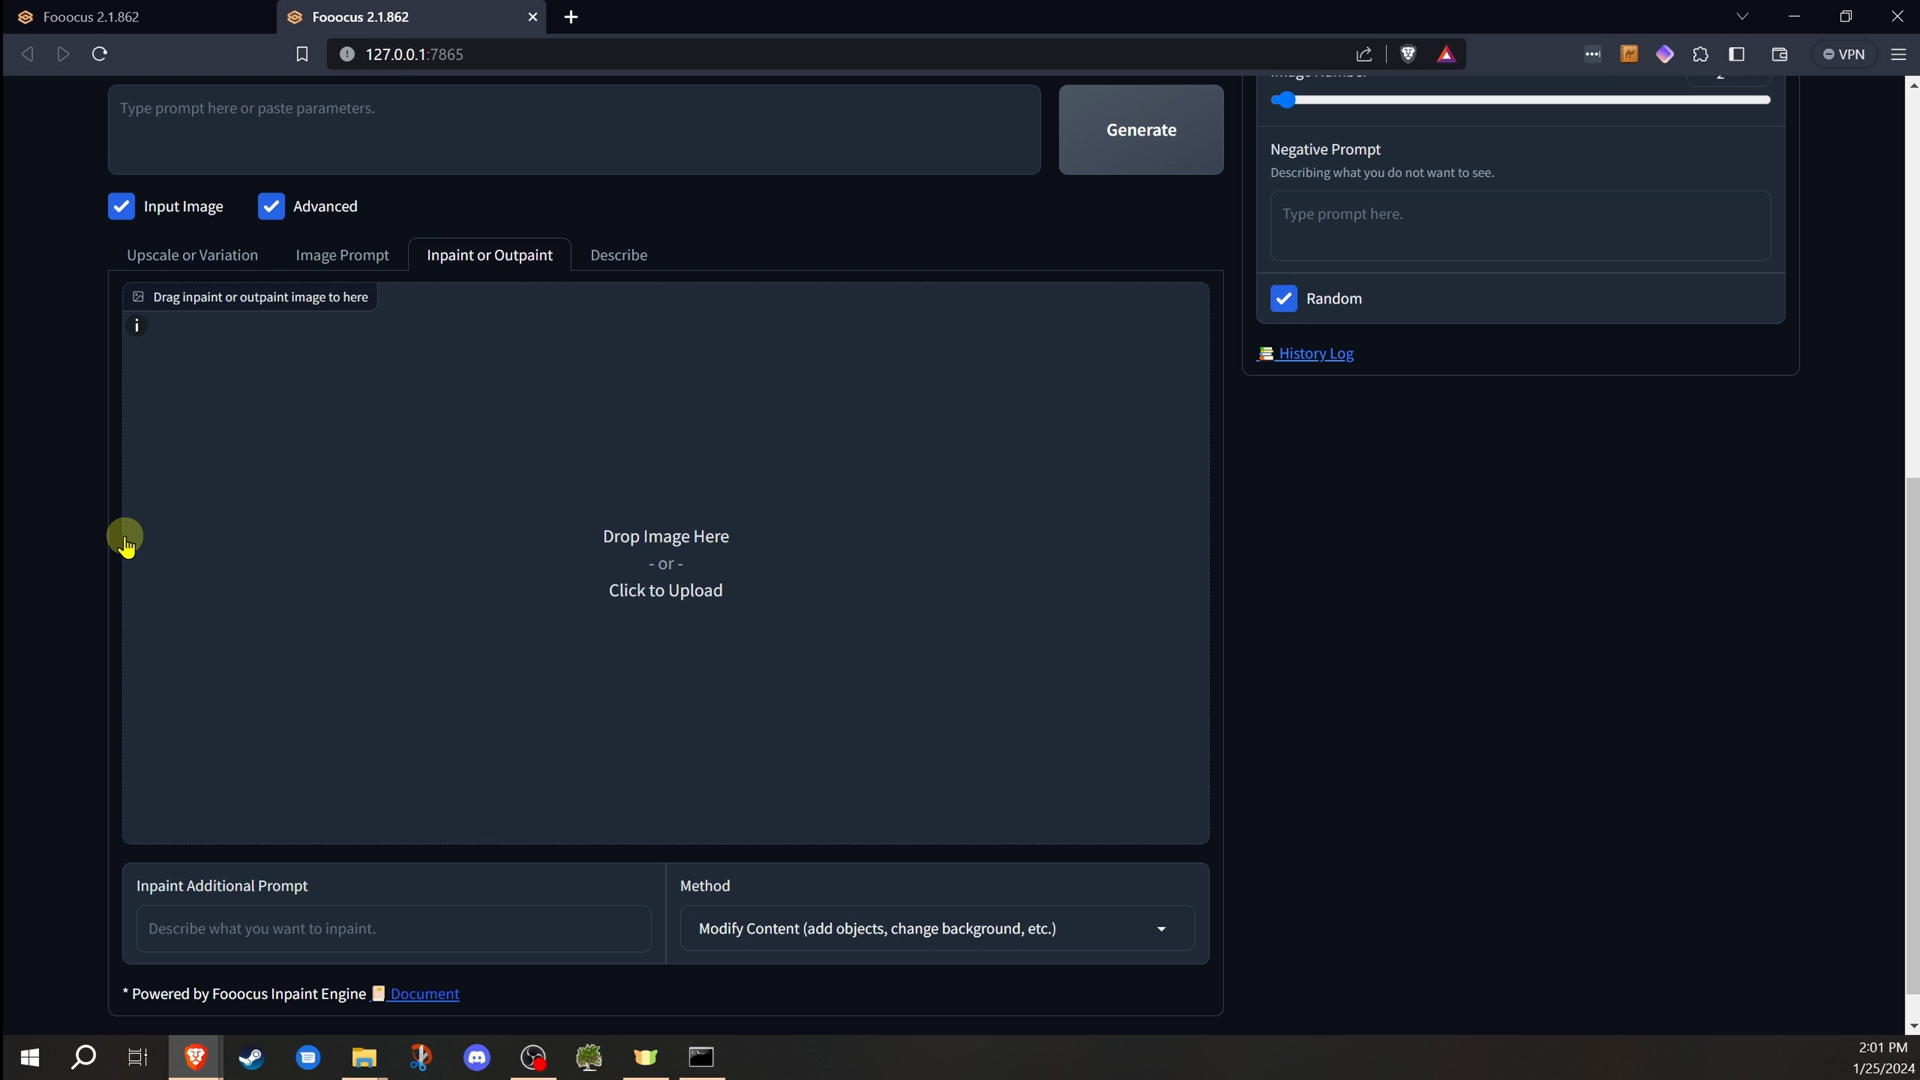 Fooocus 2.1.862
Fooocus 2.1.862
127.0.0.1:7865
VPN
Type prompt here or paste parameters.
Generate
Input Image
Advanced
Upscale or Variation
Image Prompt
Inpaint or Outpaint
Describe
Drag inpaint or outpaint image to here
i
Drop Image Here
- or -
Click to Upload
Inpaint Additional Prompt
Describe what you want to inpaint.
Method
Modify Content (add objects, change background, etc.)
* Powered by Fooocus Inpaint Engine Document
Image Number
2
Negative Prompt
Describing what you do not want to see.
Type prompt here.
Random
History Log
2:01 PM
1/25/2024